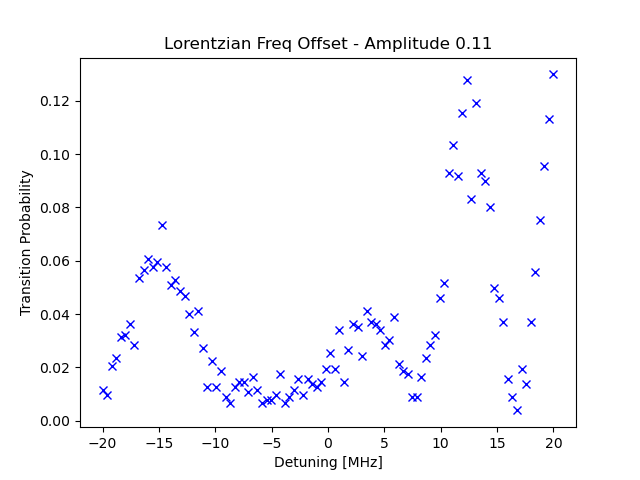 Lorentzian Freq Offset - Amplitude 0.11
Transition Probability
0.12
0.10
0.08
0.06
0.04
0.02
0.00
−20 −15 −10 −5 0 5 10 15 20
Detuning [MHz]